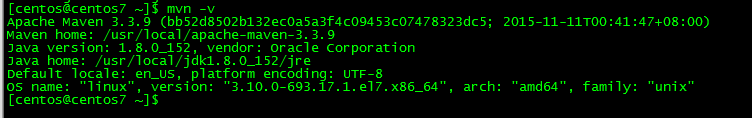 [centos@centos7 ~]$ mvn -v
Apache Maven 3.3.9 (bb52d8502b132ec0a5a3f4c09453c07478323dc5; 2015-11-11T00:41:47+08:00)
Maven home: /usr/local/apache-maven-3.3.9
Java version: 1.8.0_152, vendor: Oracle Corporation
Java home: /usr/local/jdk1.8.0_152/jre
Default locale: en_US, platform encoding: UTF-8
OS name: "linux", version: "3.10.0-693.17.1.el7.x86_64", arch: "amd64", family: "unix"
[centos@centos7 ~]$